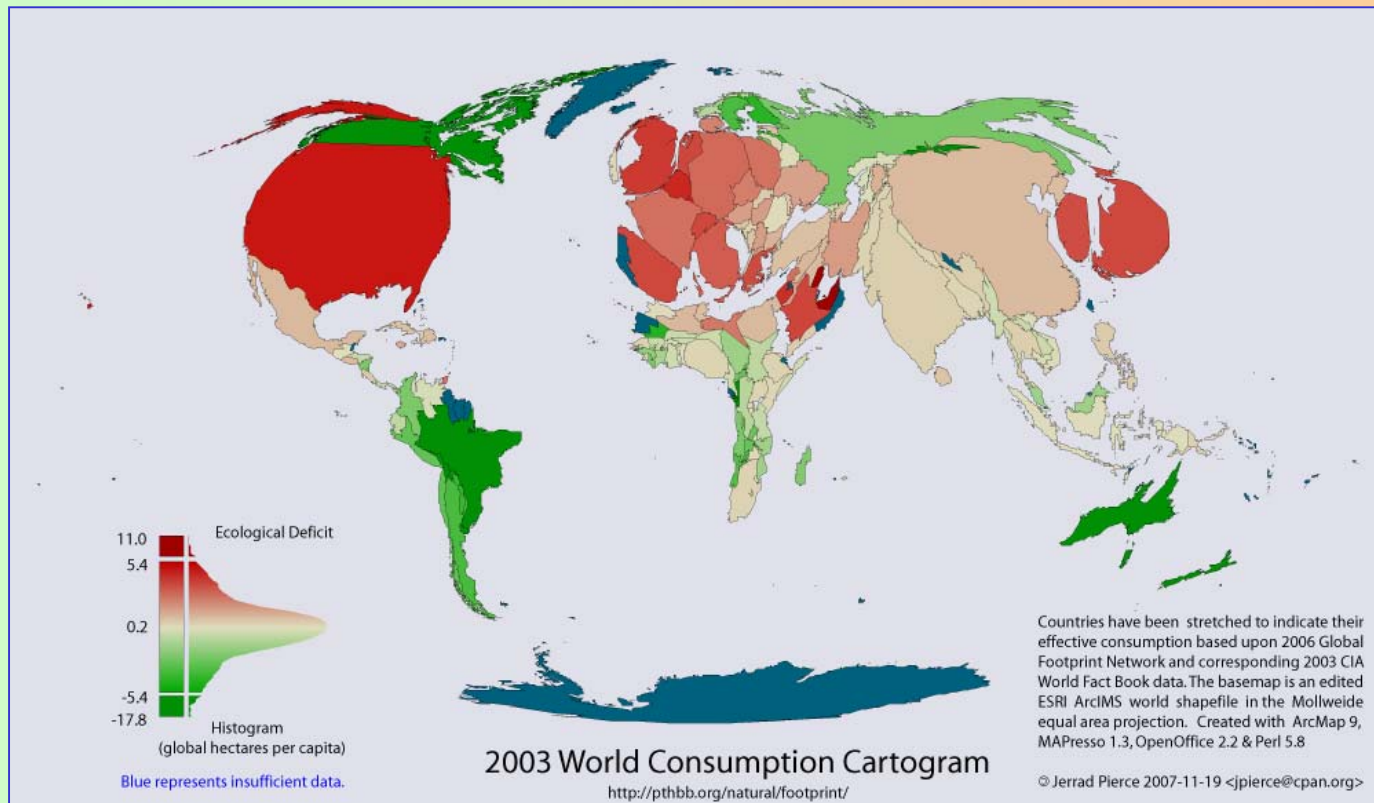 Ecological Deficit
11.0
5.4
0.2
-5.4
-17.8
Histogram
(global hectares per capita)
Blue represents insufficient data.
2003 World Consumption Cartogram
http://pthbb.org/natural/footprint/
Countries have been stretched to indicate their
effective consumption based upon 2006 Global
Footprint Network and corresponding 2003 CIA
World Fact Book data. The basemap is an edited
ESRI ArcIMS world shapefile in the Mollweide
equal area projection. Created with ArcMap 9,
MAPresso 1.3, OpenOffice 2.2 & Perl 5.8
© Jerrad Pierce 2007-11-19 <jpierce@cpan.org>